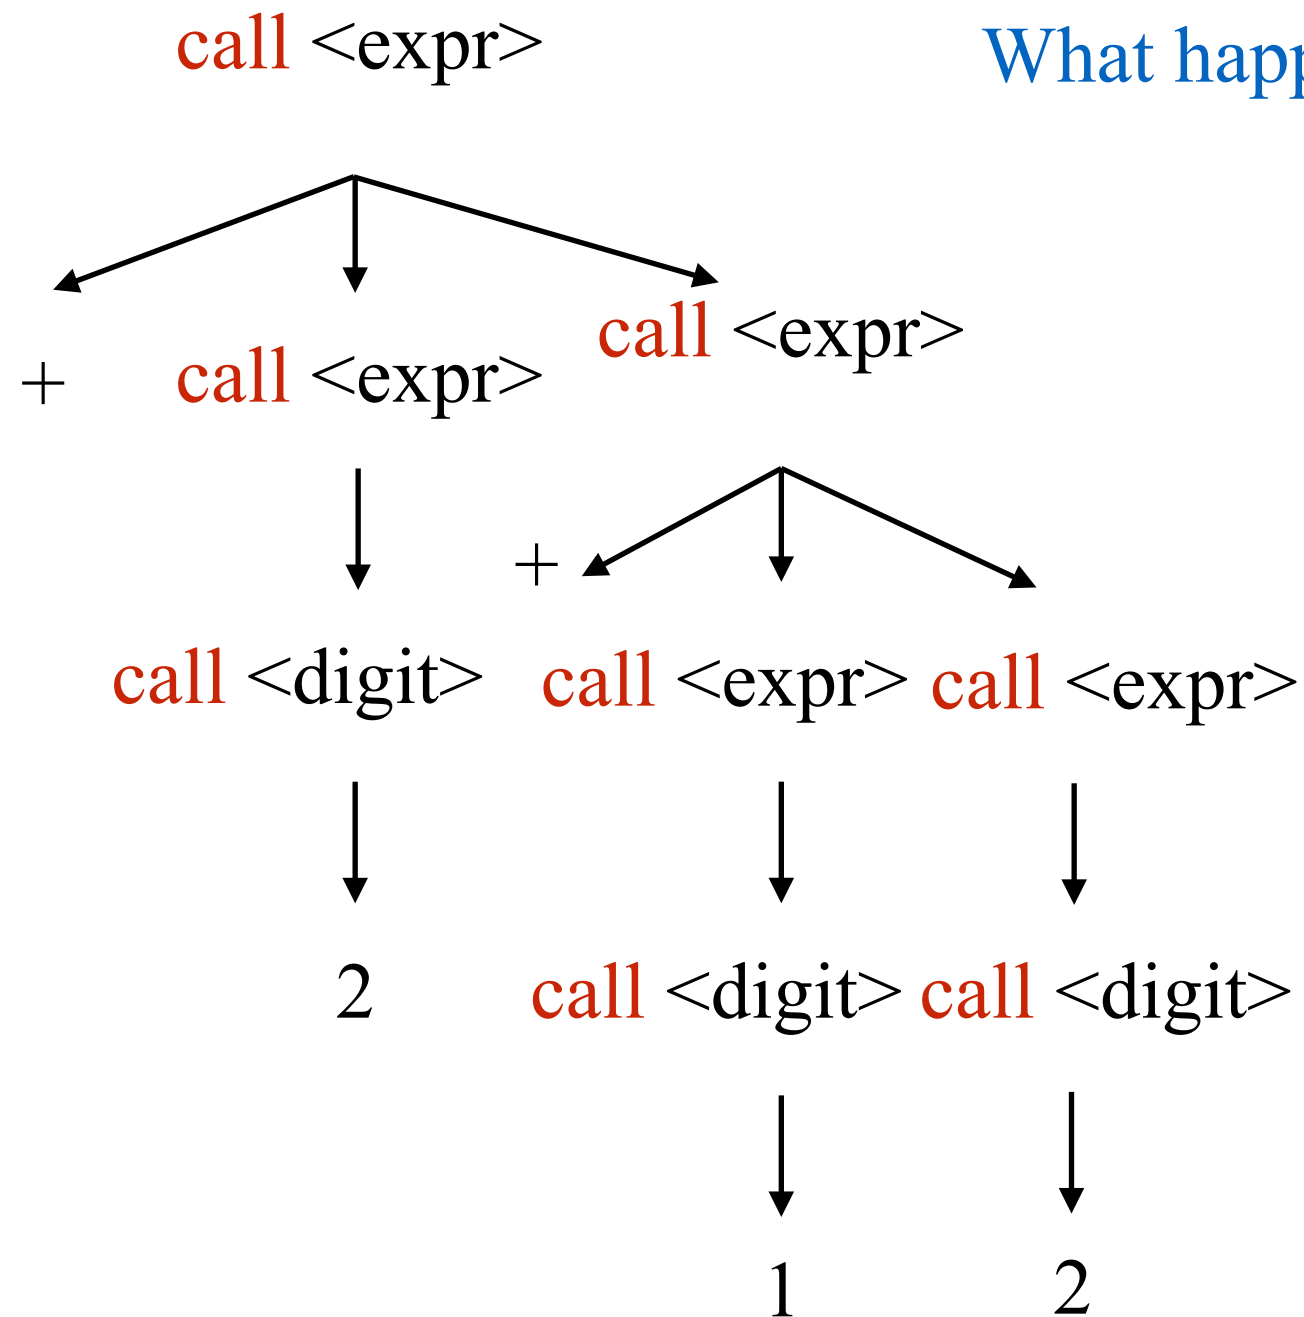 call <expr>
What
call <expr>
+ call <expr>
+
call <digit> call <expr> call <expr>
2 call <digit> call <digit>
1 2